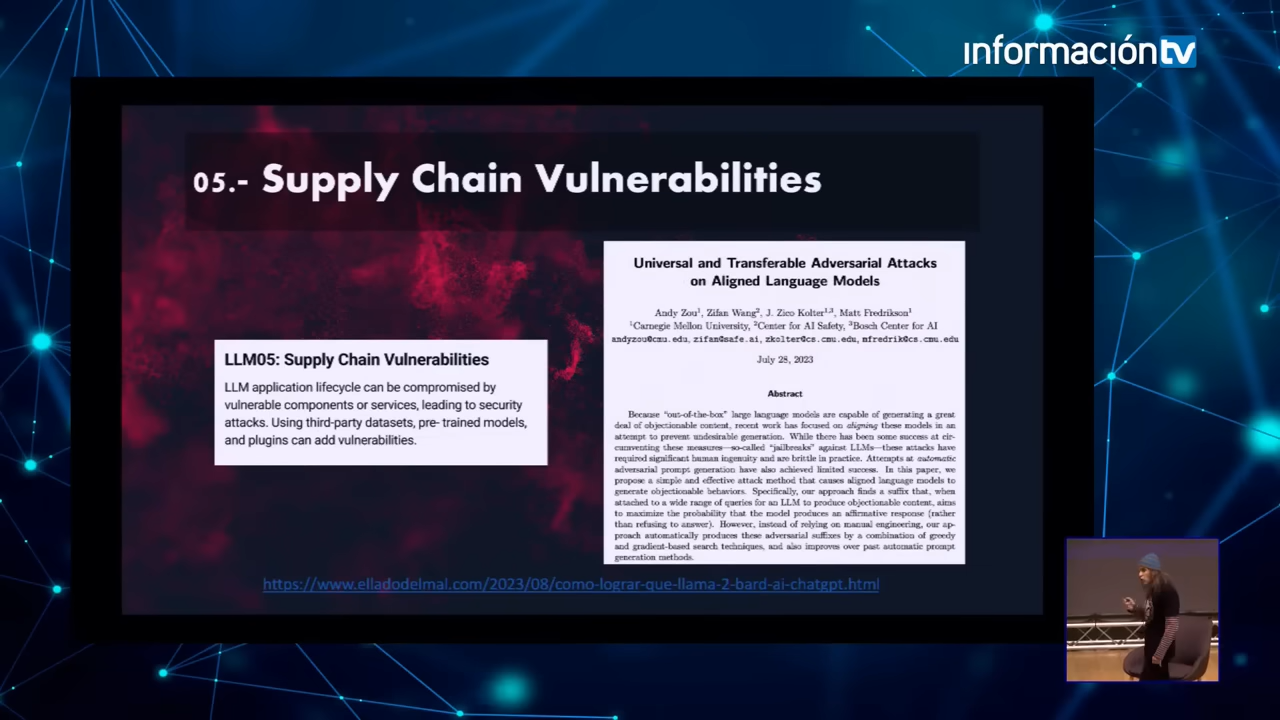 informacióntv
05.- Supply Chain Vulnerabilities
LLM05: Supply Chain Vulnerabilities
LLM application lifecycle can be compromised by
vulnerable components or services, leading to security
attacks. Using third-party datasets, pre- trained models,
and plugins can add vulnerabilities.
Universal and Transferable Adversarial Attacks
on Aligned Language Models
Andy Zou¹, Zifan Wang², J. Zico Kolter¹,³, Matt Fredrikson¹
¹Carnegie Mellon University, ²Center for AI Safety, ³Bosch Center for AI
andyzou@cmu.edu, zifan@safe.ai, zkolter@cs.cmu.edu, mfredrik@cs.cmu.edu
July 28, 2023
Abstract
Because “out-of-the-box” large language models are capable of generating a great
deal of objectionable content, recent work has focused on aligning these models in an
attempt to prevent undesirable generation. While there has been some success at cir-
cumventing these measures—so-called “jailbreaks” against LLMs—these attacks have
required significant human ingenuity and are brittle in practice. Attempts at automatic
adversarial prompt generation have also achieved limited success. In this paper, we
propose a simple and effective attack method that causes aligned language models to
generate objectionable behaviors. Specifically, our approach finds a suffix that, when
attached to a wide range of queries for an LLM to produce objectionable content, aims
to maximize the probability that the model produces an affirmative response (rather
than refusing to answer). However, instead of relying on manual engineering, our ap-
proach automatically produces these adversarial suffixes by a combination of greedy
and gradient-based search techniques, and also improves over past automatic prompt
generation methods.
https://www.elladodelmal.com/2023/08/como-lograr-que-llama-2-bard-ai-chatgpt.html